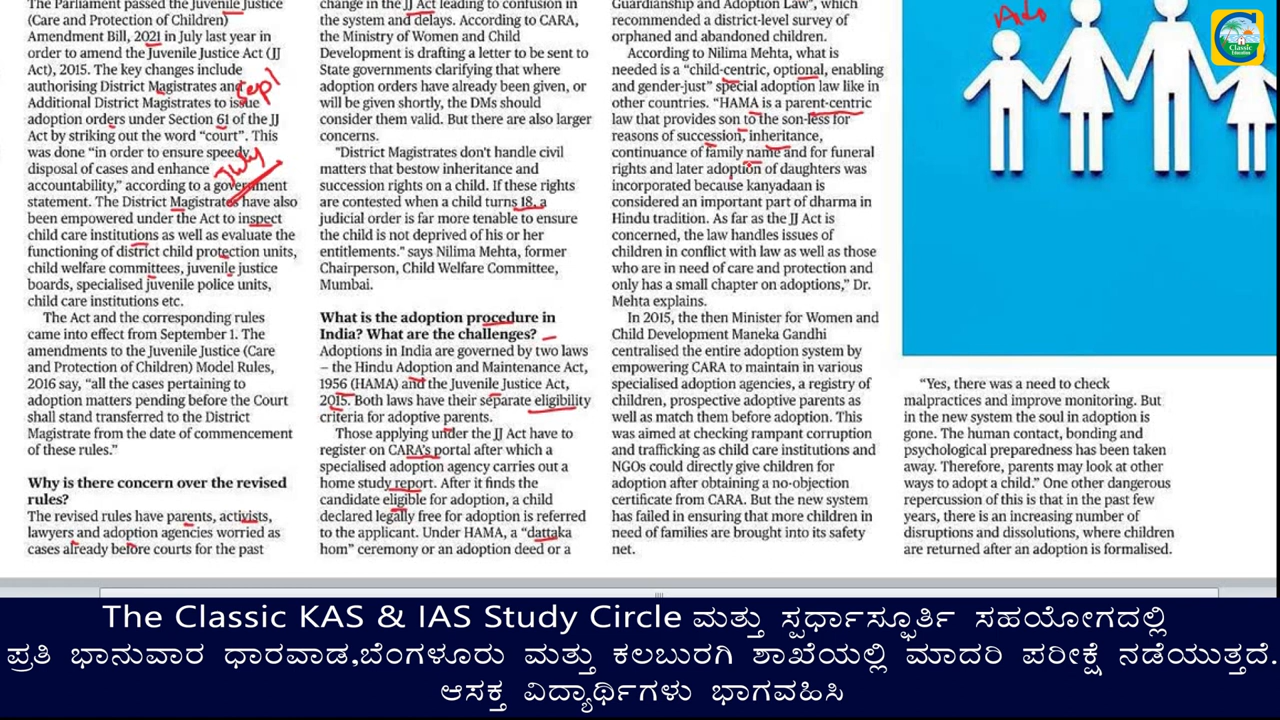 The Parliament passed the Juvenile Justice
(Care and Protection of Children)
Amendment Bill, 2021 in July last year in
order to amend the Juvenile Justice Act (JJ
Act), 2015. The key changes include
authorising District Magistrates and
Additional District Magistrates to issue
adoption orders under Section 61 of the JJ
Act by striking out the word “court”. This
was done “in order to ensure speedy
disposal of cases and enhance
accountability,” according to a government
statement. The District Magistrates have also
been empowered under the Act to inspect
child care institutions as well as evaluate the
functioning of district child protection units,
child welfare committees, juvenile justice
boards, specialised juvenile police units,
child care institutions etc.
The Act and the corresponding rules
came into effect from September 1. The
amendments to the Juvenile Justice (Care
and Protection of Children) Model Rules,
2016 say, “all the cases pertaining to
adoption matters pending before the Court
shall stand transferred to the District
Magistrate from the date of commencement
of these rules.”
Why is there concern over the revised
rules?
The revised rules have parents, activists,
lawyers and adoption agencies worried as
cases already before courts for the past
Sept
July
change in the JJ Act leading to confusion in
the system and delays. According to CARA,
the Ministry of Women and Child
Development is drafting a letter to be sent to
State governments clarifying that where
adoption orders have already been given, or
will be given shortly, the DMs should
consider them valid. But there are also larger
concerns.
"District Magistrates don’t handle civil
matters that bestow inheritance and
succession rights on a child. If these rights
are contested when a child turns 18, a
judicial order is far more tenable to ensure
the child is not deprived of his or her
entitlements." says Nilima Mehta, former
Chairperson, Child Welfare Committee,
Mumbai.
What is the adoption procedure in
India? What are the challenges?
Adoptions in India are governed by two laws
– the Hindu Adoption and Maintenance Act,
1956 (HAMA) and the Juvenile Justice Act,
2015. Both laws have their separate eligibility
criteria for adoptive parents.
Those applying under the JJ Act have to
register on CARA’s portal after which a
specialised adoption agency carries out a
home study report. After it finds the
candidate eligible for adoption, a child
declared legally free for adoption is referred
to the applicant. Under HAMA, a “dattaka
hom” ceremony or an adoption deed or a
Guardianship and Adoption Law”, which
recommended a district-level survey of
orphaned and abandoned children.
According to Nilima Mehta, what is
needed is a “child-centric, optional, enabling
and gender-just” special adoption law like in
other countries. “HAMA is a parent-centric
law that provides son to the son-less for
reasons of succession, inheritance,
continuance of family name and for funeral
rights and later adoption of daughters was
incorporated because kanyadaan is
considered an important part of dharma in
Hindu tradition. As far as the JJ Act is
concerned, the law handles issues of
children in conflict with law as well as those
who are in need of care and protection and
only has a small chapter on adoptions,” Dr.
Mehta explains.
In 2015, the then Minister for Women and
Child Development Maneka Gandhi
centralised the entire adoption system by
empowering CARA to maintain in various
specialised adoption agencies, a registry of
children, prospective adoptive parents as
well as match them before adoption. This
was aimed at checking rampant corruption
and trafficking as child care institutions and
NGOs could directly give children for
adoption after obtaining a no-objection
certificate from CARA. But the new system
has failed in ensuring that more children in
need of families are brought into its safety
net.
“Yes, there was a need to check
malpractices and improve monitoring. But
in the new system the soul in adoption is
gone. The human contact, bonding and
psychological preparedness has been taken
away. Therefore, parents may look at other
ways to adopt a child.” One other dangerous
repercussion of this is that in the past few
years, there is an increasing number of
disruptions and dissolutions, where children
are returned after an adoption is formalised.
Classic
Education
The Classic KAS & IAS Study Circle ಮತ್ತು ಸ್ಪರ್ಧಾಸ್ಫೂರ್ತಿ ಸಹಯೋಗದಲ್ಲಿ
ಪ್ರತಿ ಭಾನುವಾರ ಧಾರವಾಡ,ಬೆಂಗಳೂರು ಮತ್ತು ಕಲಬುರಗಿ ಶಾಖೆಯಲ್ಲಿ ಮಾದರಿ ಪರೀಕ್ಷೆ ನಡೆಯುತ್ತದೆ.
ಆಸಕ್ತ ವಿದ್ಯಾರ್ಥಿಗಳು ಭಾಗವಹಿಸಿ